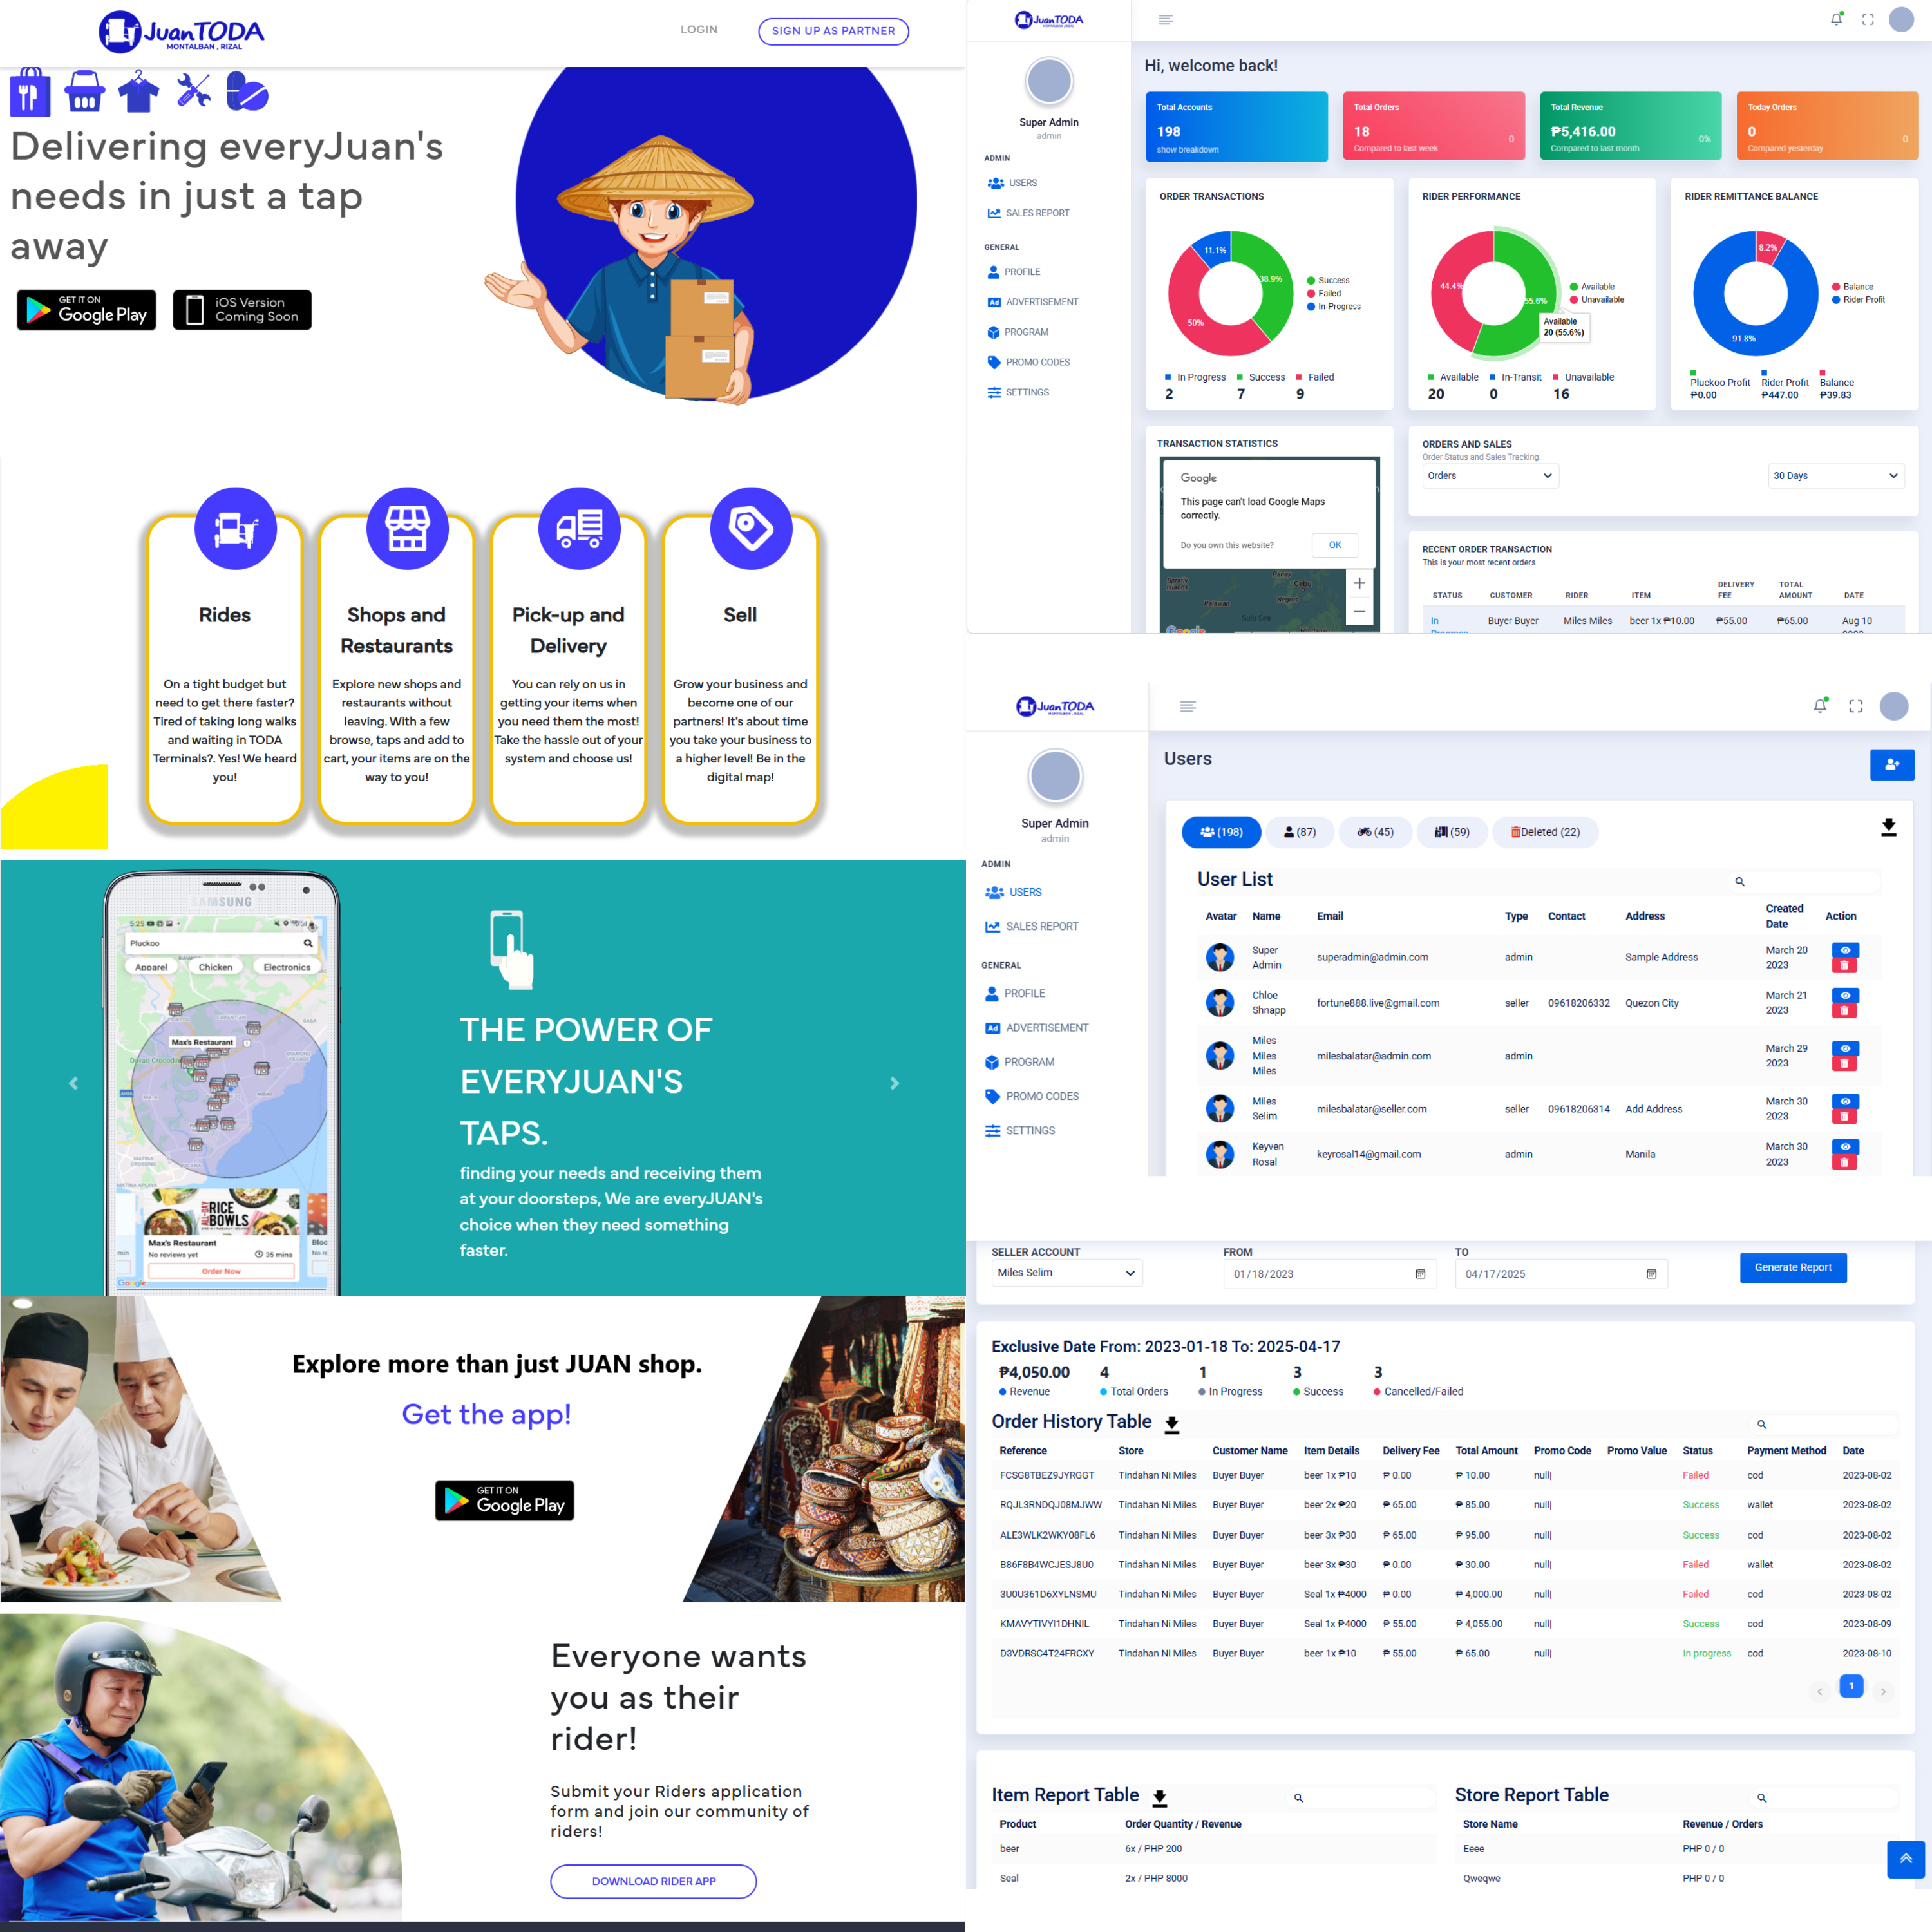 JuanTODA
MONTALBAN , RIZAL
LOGIN
SIGN UP AS PARTNER
Delivering everyJuan's
needs in just a tap
away
GET IT ON
Google Play
iOS Version
Coming Soon
Rides
On a tight budget but
need to get there faster?
Tired of taking long walks
and waiting in TODA
Terminals?. Yes! We heard
you!
Shops and
Restaurants
Explore new shops and
restaurants without
leaving. With a few
browse, taps and add to
cart, your items are on the
way to you!
Pick-up and
Delivery
You can rely on us in
getting your items when
you need them the most!
Take the hassle out of your
system and choose us!
Sell
Grow your business and
become one of our
partners! It's about time
you take your business to
a higher level! Be in the
digital map!
SAMSUNG
5:25
Pluckoo
Apparel
Chicken
Electronics
Max's Restaurant
MATINA CROSSING
MATINA APLAYA
ALL-DAY
RICE
BOWLS
Max's Restaurant
No reviews yet
35 mins
Order Now
min
Bloo
No re
Google
THE POWER OF
EVERYJUAN'S
TAPS.
finding your needs and receiving them
at your doorsteps, We are everyJUAN's
choice when they need something
faster.
Explore more than just JUAN shop.
Get the app!
GET IT ON
Google Play
Everyone wants
you as their
rider!
Submit your Riders application
form and join our community of
riders!
DOWNLOAD RIDER APP
JuanTODA
MONTALBAN , RIZAL
Super Admin
admin
ADMIN
USERS
SALES REPORT
GENERAL
PROFILE
Ad ADVERTISEMENT
PROGRAM
PROMO CODES
SETTINGS
Hi, welcome back!
Total Accounts
198
show breakdown
Total Orders
18
Compared to last week
0
Total Revenue
₱5,416.00
Compared to last month
0%
Today Orders
0
Compared yesterday
0
ORDER TRANSACTIONS
11.1%
38.9%
50%
Success
Failed
In-Progress
In Progress Success Failed
2 7 9
RIDER PERFORMANCE
44.4%
55.6%
Available
Unavailable
Available
20 (55.6%)
Available In-Transit Unavailable
20 0 16
RIDER REMITTANCE BALANCE
8.2%
91.8%
Balance
Rider Profit
Pluckoo Profit Rider Profit Balance
₱0.00 ₱447.00 ₱39.83
TRANSACTION STATISTICS
Google
This page can't load Google Maps
correctly.
Do you own this website?
OK
Spratly
Islands
Panay
Cebu
Negros
Palawan
Sulu Sea
Mindanao
Google
ORDERS AND SALES
Order Status and Sales Tracking.
Orders
30 Days
RECENT ORDER TRANSACTION
This is your most recent orders
STATUS CUSTOMER RIDER ITEM DELIVERY FEE TOTAL AMOUNT DATE
In Progress Buyer Buyer Miles Miles beer 1x ₱10.00 ₱55.00 ₱65.00 Aug 10
JuanTODA
MONTALBAN , RIZAL
Super Admin
admin
ADMIN
USERS
SALES REPORT
GENERAL
PROFILE
Ad ADVERTISEMENT
PROGRAM
PROMO CODES
SETTINGS
Users
(198) (87) (45) (59) Deleted (22)
User List
Avatar Name Email Type Contact Address Created Date Action
Super Admin superadmin@admin.com admin Sample Address March 20 2023
Chloe Shnapp fortune888.live@gmail.com seller 09618206332 Quezon City March 21 2023
Miles Miles Miles milesbalatar@admin.com admin March 29 2023
Miles Selim milesbalatar@seller.com seller 09618206314 Add Address March 30 2023
Keyven Rosal keyrosal14@gmail.com admin Manila March 30 2023
SELLER ACCOUNT
Miles Selim
FROM
01/18/2023
TO
04/17/2025
Generate Report
Exclusive Date From: 2023-01-18 To: 2025-04-17
₱4,050.00 4 1 3 3
Revenue Total Orders In Progress Success Cancelled/Failed
Order History Table
Reference Store Customer Name Item Details Delivery Fee Total Amount Promo Code Promo Value Status Payment Method Date
FCSG8TBEZ9JYRGGT Tindahan Ni Miles Buyer Buyer beer 1x ₱10 ₱ 0.00 ₱ 10.00 null| Failed cod 2023-08-02
RQJL3RNDQJ08MJWW Tindahan Ni Miles Buyer Buyer beer 2x ₱20 ₱ 65.00 ₱ 85.00 null| Success wallet 2023-08-02
ALE3WLK2WKY08FL6 Tindahan Ni Miles Buyer Buyer beer 3x ₱30 ₱ 65.00 ₱ 95.00 null| Success cod 2023-08-02
B86F8B4WCJESJ8U0 Tindahan Ni Miles Buyer Buyer beer 3x ₱30 ₱ 0.00 ₱ 30.00 null| Failed wallet 2023-08-02
3U0U361D6XYLNSMU Tindahan Ni Miles Buyer Buyer Seal 1x ₱4000 ₱ 0.00 ₱ 4,000.00 null| Failed cod 2023-08-02
KMAVYTIVYI1DHNIL Tindahan Ni Miles Buyer Buyer Seal 1x ₱4000 ₱ 55.00 ₱ 4,055.00 null| Success cod 2023-08-09
D3VDRSC4T24FRCXY Tindahan Ni Miles Buyer Buyer beer 1x ₱10 ₱ 55.00 ₱ 65.00 null| In progress cod 2023-08-10
1
Item Report Table
Product Order Quantity / Revenue
beer 6x / PHP 200
Seal 2x / PHP 8000
Store Report Table
Store Name Revenue / Orders
Eeee PHP 0 / 0
Qweqwe PHP 0 / 0